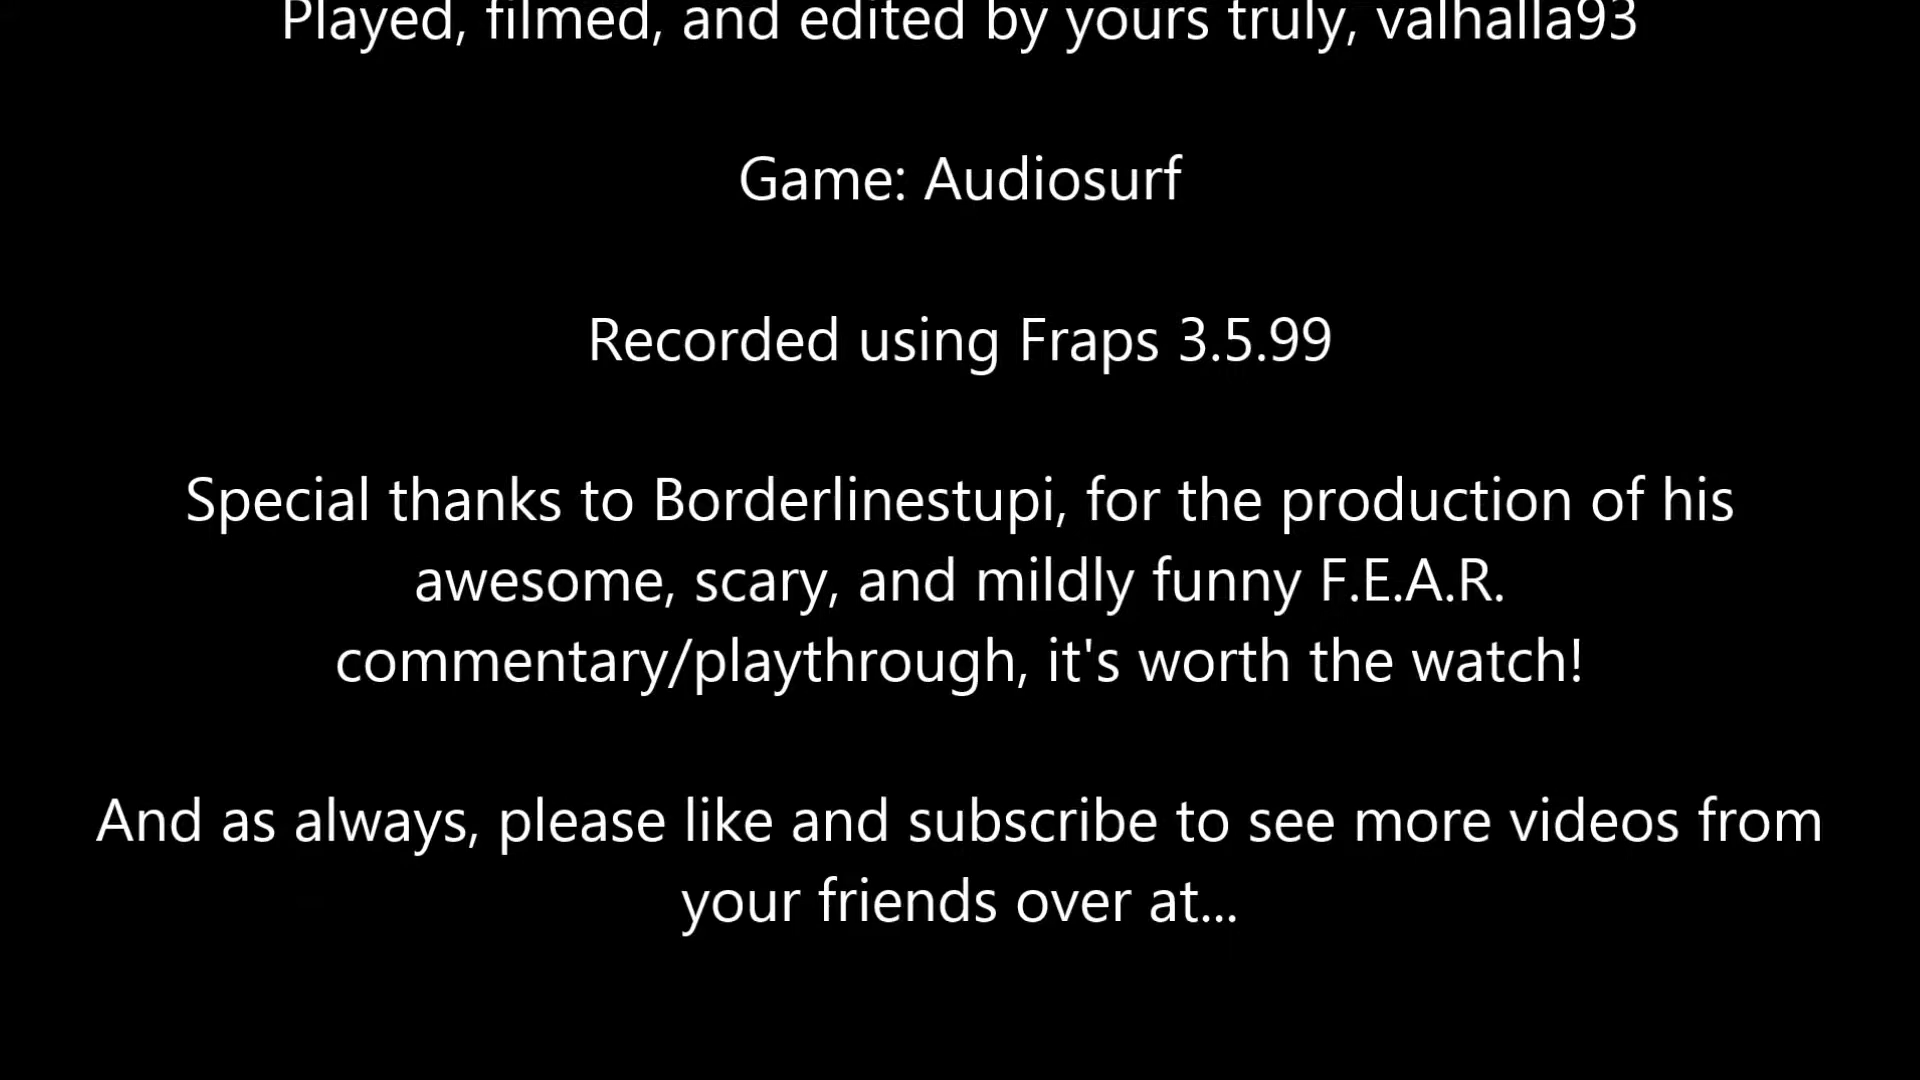 Played, filmed, and edited by yours truly, valhalla93
Game: Audiosurf
Recorded using Fraps 3.5.99
Special thanks to Borderlinestupi, for the production of his
awesome, scary, and mildly funny F.E.A.R.
commentary/playthrough, it's worth the watch!
And as always, please like and subscribe to see more videos from
your friends over at...